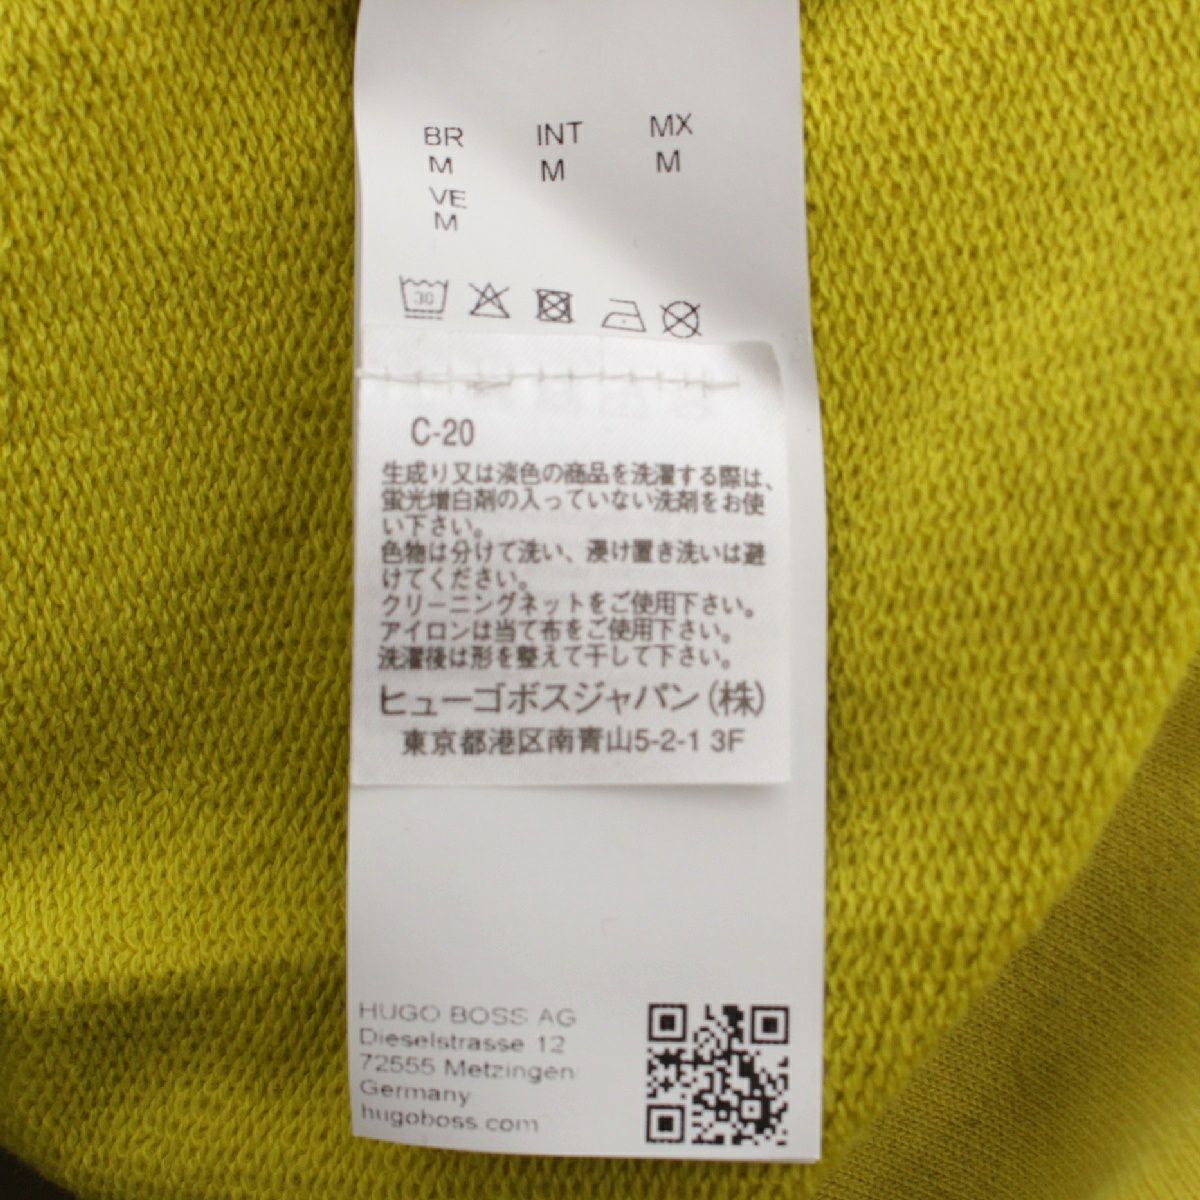 BR INT MX
M M M
VE
M
30
C-20
生成り又は淡色の商品を洗濯する際は、
蛍光増白剤の入っていない洗剤をお使
い下さい。
色物は分けて洗い、浸け置き洗いは避
けてください。
クリーニングネットをご使用下さい。
アイロンは当て布をご使用下さい。
洗濯後は形を整えて干して下さい。
ヒューゴボスジャパン(株)
東京都港区南青山5-2-1 3F
HUGO BOSS AG
Dieselstrasse 12
72555 Metzingen
Germany
hugoboss.com